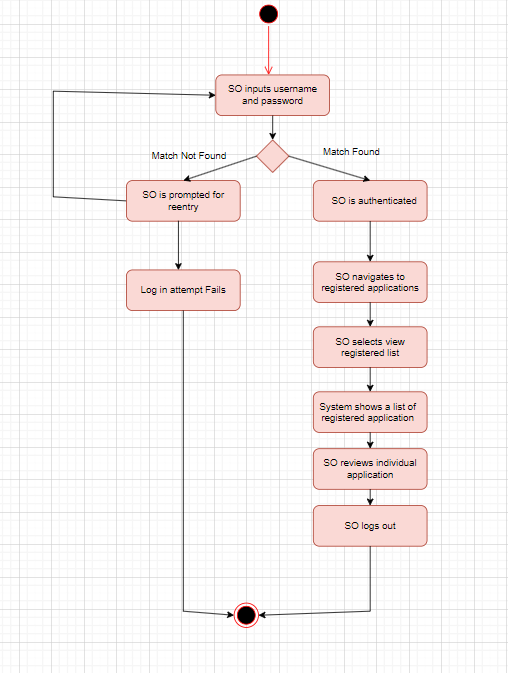 SO inputs username
and password
Match Not Found
Match Found
SO is prompted for
reentry
SO is authenticated
Log in attempt Fails
SO navigates to
registered applications
SO selects view
registered list
System shows a list of
registered application
SO reviews individual
application
SO logs out